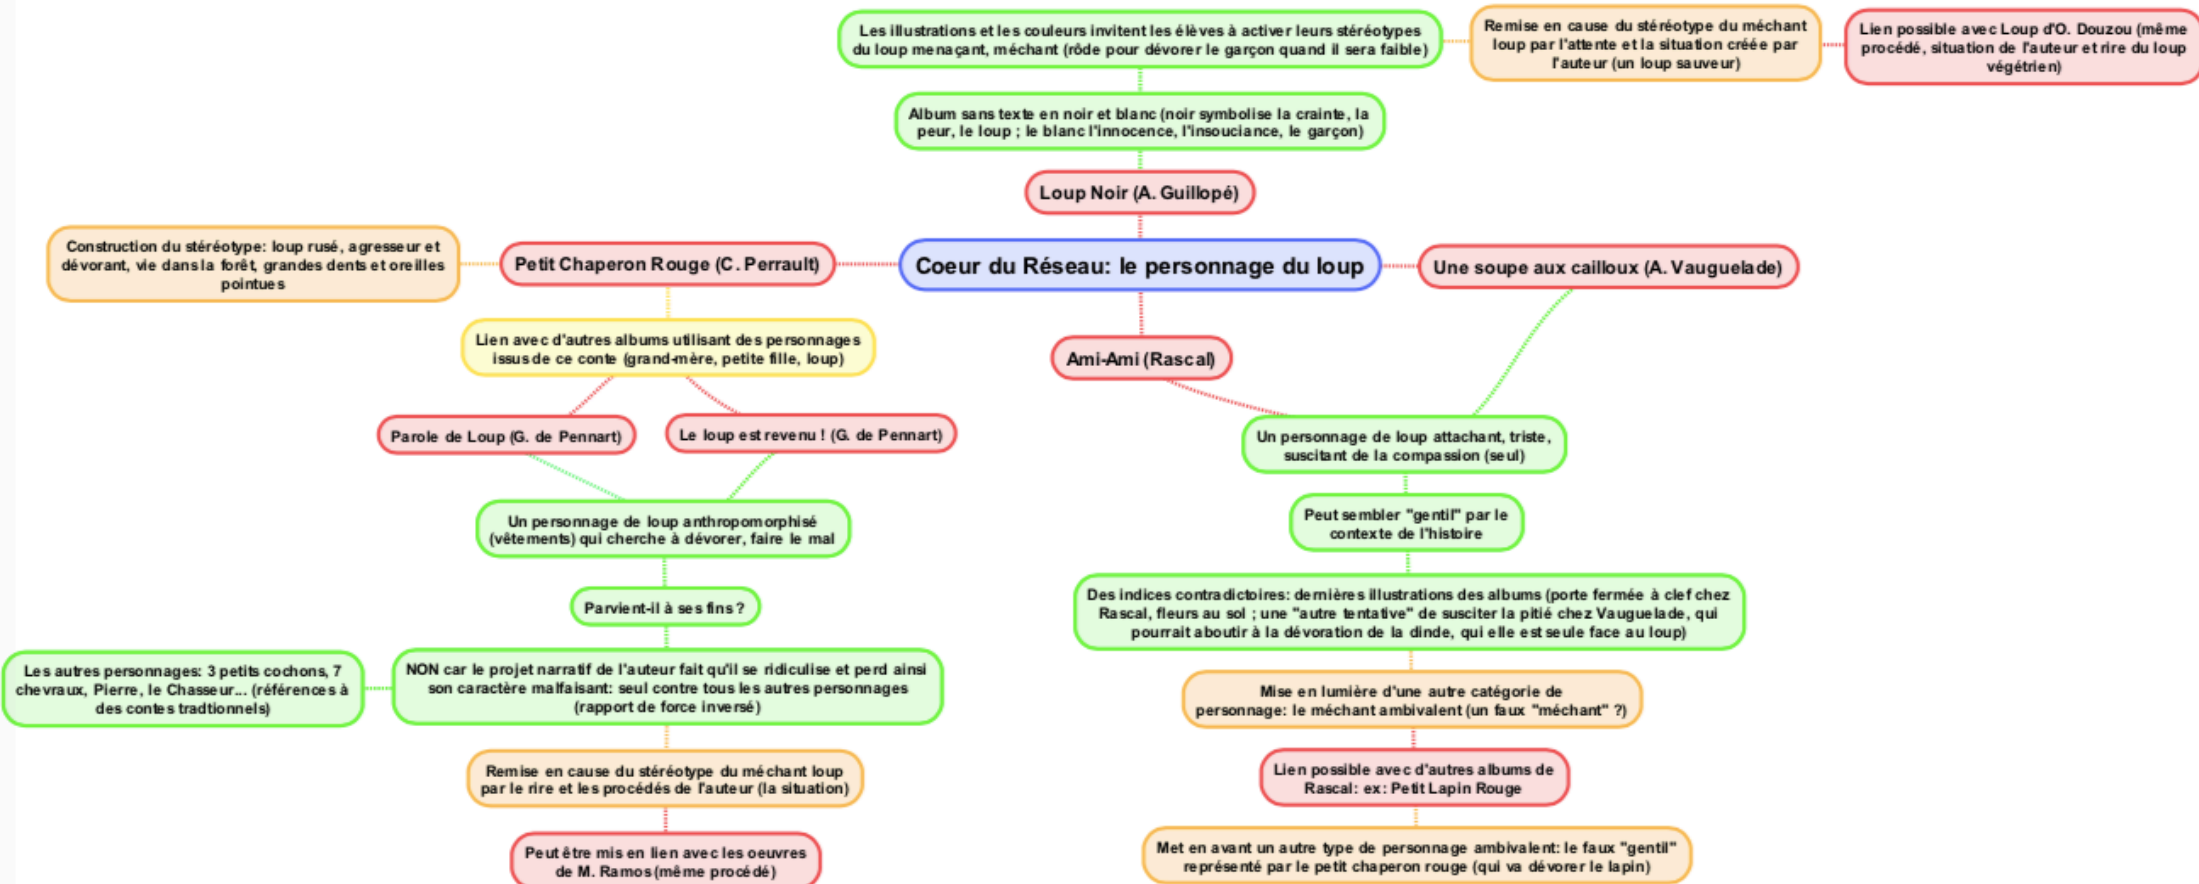 Les illustrations et les couleurs invitent les élèves à activer leurs stéréotypes
du loup menaçant, méchant (rôde pour dévorer le garçon quand il sera faible)
Remise en cause du stéréotype du méchant
loup par l'attente et la situation créée par
l'auteur (un loup sauveur)
Lien possible avec Loup d'O. Douzou (même
procédé, situation de l'auteur et rire du loup
végétrien)
Album sans texte en noir et blanc (noir symbolise la crainte, la
peur, le loup ; le blanc l'innocence, l'insouciance, le garçon)
Loup Noir (A. Guillopé)
Construction du stéréotype: loup rusé, agresseur et
dévorant, vie dans la forêt, grandes dents et oreilles
pointues
Petit Chaperon Rouge (C. Perrault)
Coeur du Réseau: le personnage du loup
Une soupe aux cailloux (A. Vauguelade)
Lien avec d'autres albums utilisant des personnages
issus de ce conte (grand-mère, petite fille, loup)
Ami-Ami (Rascal)
Parole de Loup (G. de Pennart)
Le loup est revenu ! (G. de Pennart)
Un personnage de loup attachant, triste,
suscitant de la compassion (seul)
Un personnage de loup anthropomorphisé
(vêtements) qui cherche à dévorer, faire le mal
Peut sembler "gentil" par le
contexte de l'histoire
Parvient-il à ses fins ?
Des indices contradictoires: dernières illustrations des albums (porte fermée à clef chez
Rascal, fleurs au sol ; une "autre tentative" de susciter la pitié chez Vauguelade, qui
pourrait aboutir à la dévoration de la dinde, qui elle est seule face au loup)
Les autres personnages: 3 petits cochons, 7
chevraux, Pierre, le Chasseur... (références à
des contes tradtionnels)
NON car le projet narratif de l'auteur fait qu'il se ridiculise et perd ainsi
son caractère malfaisant: seul contre tous les autres personnages
(rapport de force inversé)
Mise en lumière d'une autre catégorie de
personnage: le méchant ambivalent (un faux "méchant" ?)
Remise en cause du stéréotype du méchant loup
par le rire et les procédés de l'auteur (la situation)
Lien possible avec d'autres albums de
Rascal: ex: Petit Lapin Rouge
Peut être mis en lien avec les oeuvres
de M. Ramos (même procédé)
Met en avant un autre type de personnage ambivalent: le faux "gentil"
représenté par le petit chaperon rouge (qui va dévorer le lapin)